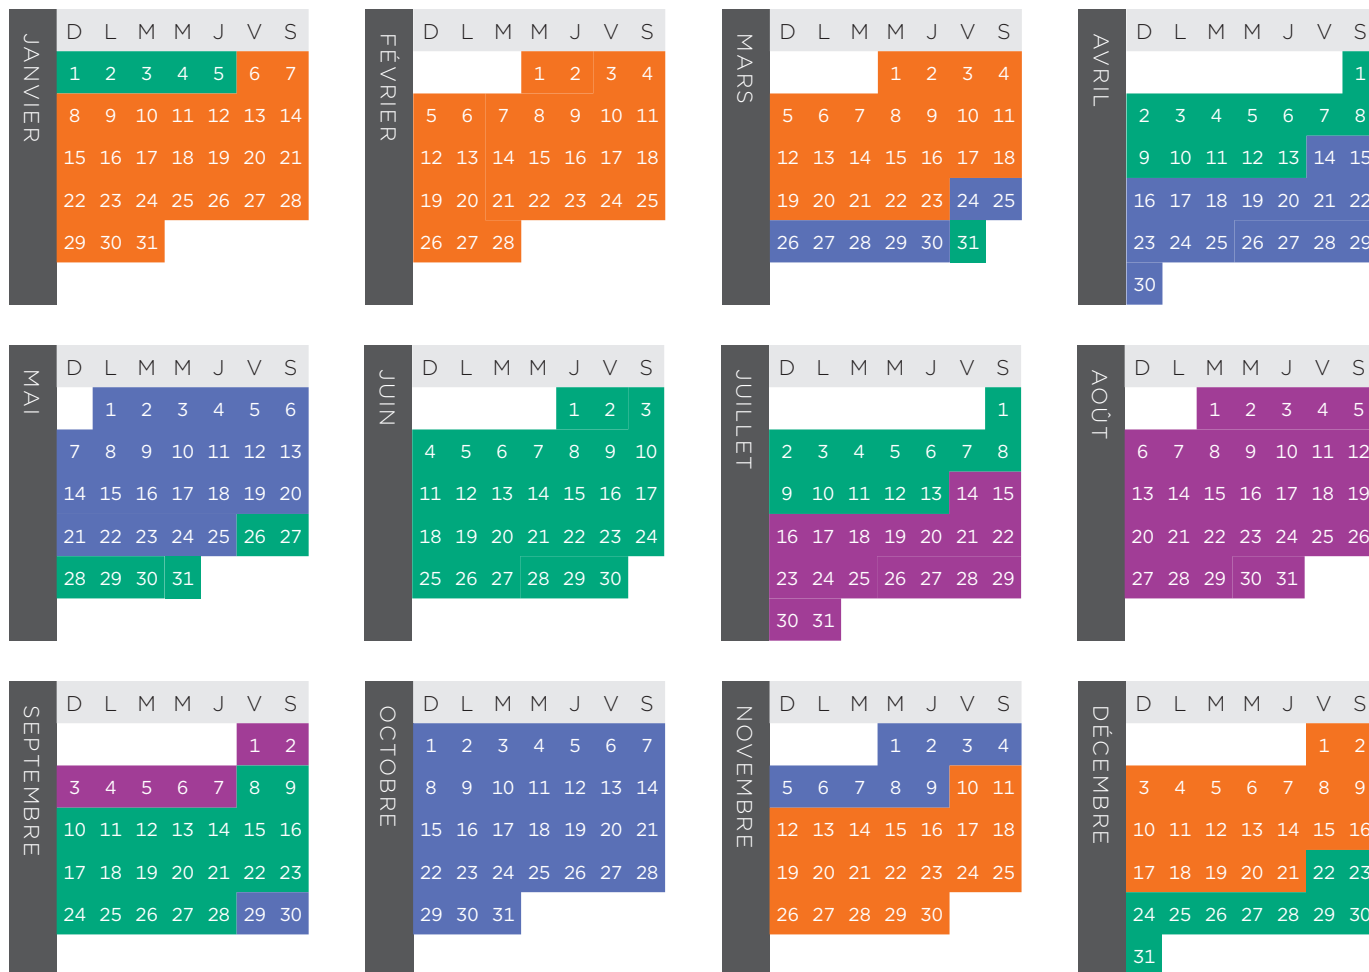 JANVIER
D L M M J V S
1 2 3 4 5 6 7
8 9 10 11 12 13 14
15 16 17 18 19 20 21
22 23 24 25 26 27 28
29 30 31
FÉVRIER
D L M M J V S
1 2 3 4
5 6 7 8 9 10 11
12 13 14 15 16 17 18
19 20 21 22 23 24 25
26 27 28
MARS
D L M M J V S
1 2 3 4
5 6 7 8 9 10 11
12 13 14 15 16 17 18
19 20 21 22 23 24 25
26 27 28 29 30 31
AVRIL
D L M M J V S
1
2 3 4 5 6 7 8
9 10 11 12 13 14 15
16 17 18 19 20 21 22
23 24 25 26 27 28 29
30
MAI
D L M M J V S
1 2 3 4 5 6
7 8 9 10 11 12 13
14 15 16 17 18 19 20
21 22 23 24 25 26 27
28 29 30 31
JUIN
D L M M J V S
1 2 3
4 5 6 7 8 9 10
11 12 13 14 15 16 17
18 19 20 21 22 23 24
25 26 27 28 29 30
JUILLET
D L M M J V S
1
2 3 4 5 6 7 8
9 10 11 12 13 14 15
16 17 18 19 20 21 22
23 24 25 26 27 28 29
30 31
AOÛT
D L M M J V S
1 2 3 4 5
6 7 8 9 10 11 12
13 14 15 16 17 18 19
20 21 22 23 24 25 26
27 28 29 30 31
SEPTEMBRE
D L M M J V S
1 2
3 4 5 6 7 8 9
10 11 12 13 14 15 16
17 18 19 20 21 22 23
24 25 26 27 28 29 30
OCTOBRE
D L M M J V S
1 2 3 4 5 6 7
8 9 10 11 12 13 14
15 16 17 18 19 20 21
22 23 24 25 26 27 28
29 30 31
NOVEMBRE
D L M M J V S
1 2 3 4
5 6 7 8 9 10 11
12 13 14 15 16 17 18
19 20 21 22 23 24 25
26 27 28 29 30
DÉCEMBRE
D L M M J V S
1 2
3 4 5 6 7 8 9
10 11 12 13 14 15 16
17 18 19 20 21 22 23
24 25 26 27 28 29 30
31